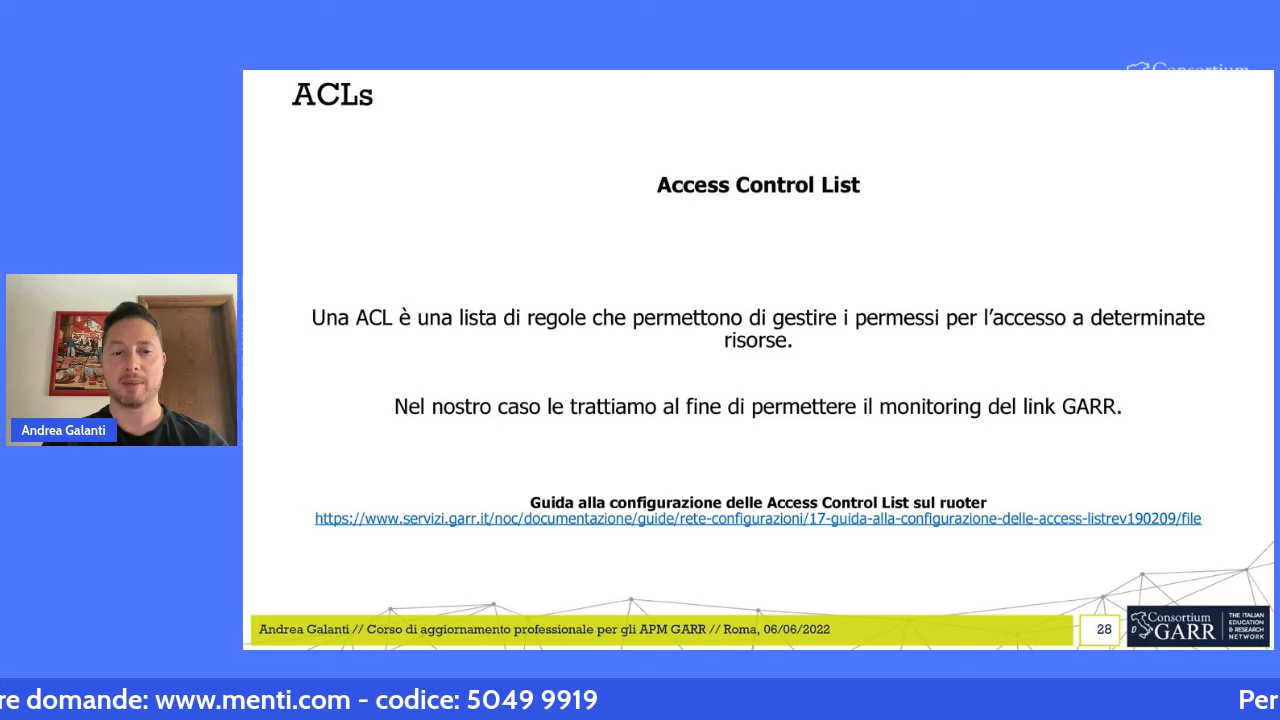 Consortium
ACLs
Access Control List
Una ACL è una lista di regole che permettono di gestire i permessi per l’accesso a determinate
risorse.
Nel nostro caso le trattiamo al fine di permettere il monitoring del link GARR.
Andrea Galanti
Guida alla configurazione delle Access Control List sul ruoter
https://www.servizi.garr.it/noc/documentazione/guide/rete-configurazioni/17-guida-alla-configurazione-delle-access-listrev190209/file
Andrea Galanti // Corso di aggiornamento professionale per gli APM GARR // Roma, 06/06/2022
28
Consortium
GARR
THE ITALIAN
EDUCATION
& RESEARCH
NETWORK
re domande: www.menti.com - codice: 5049 9919
Per